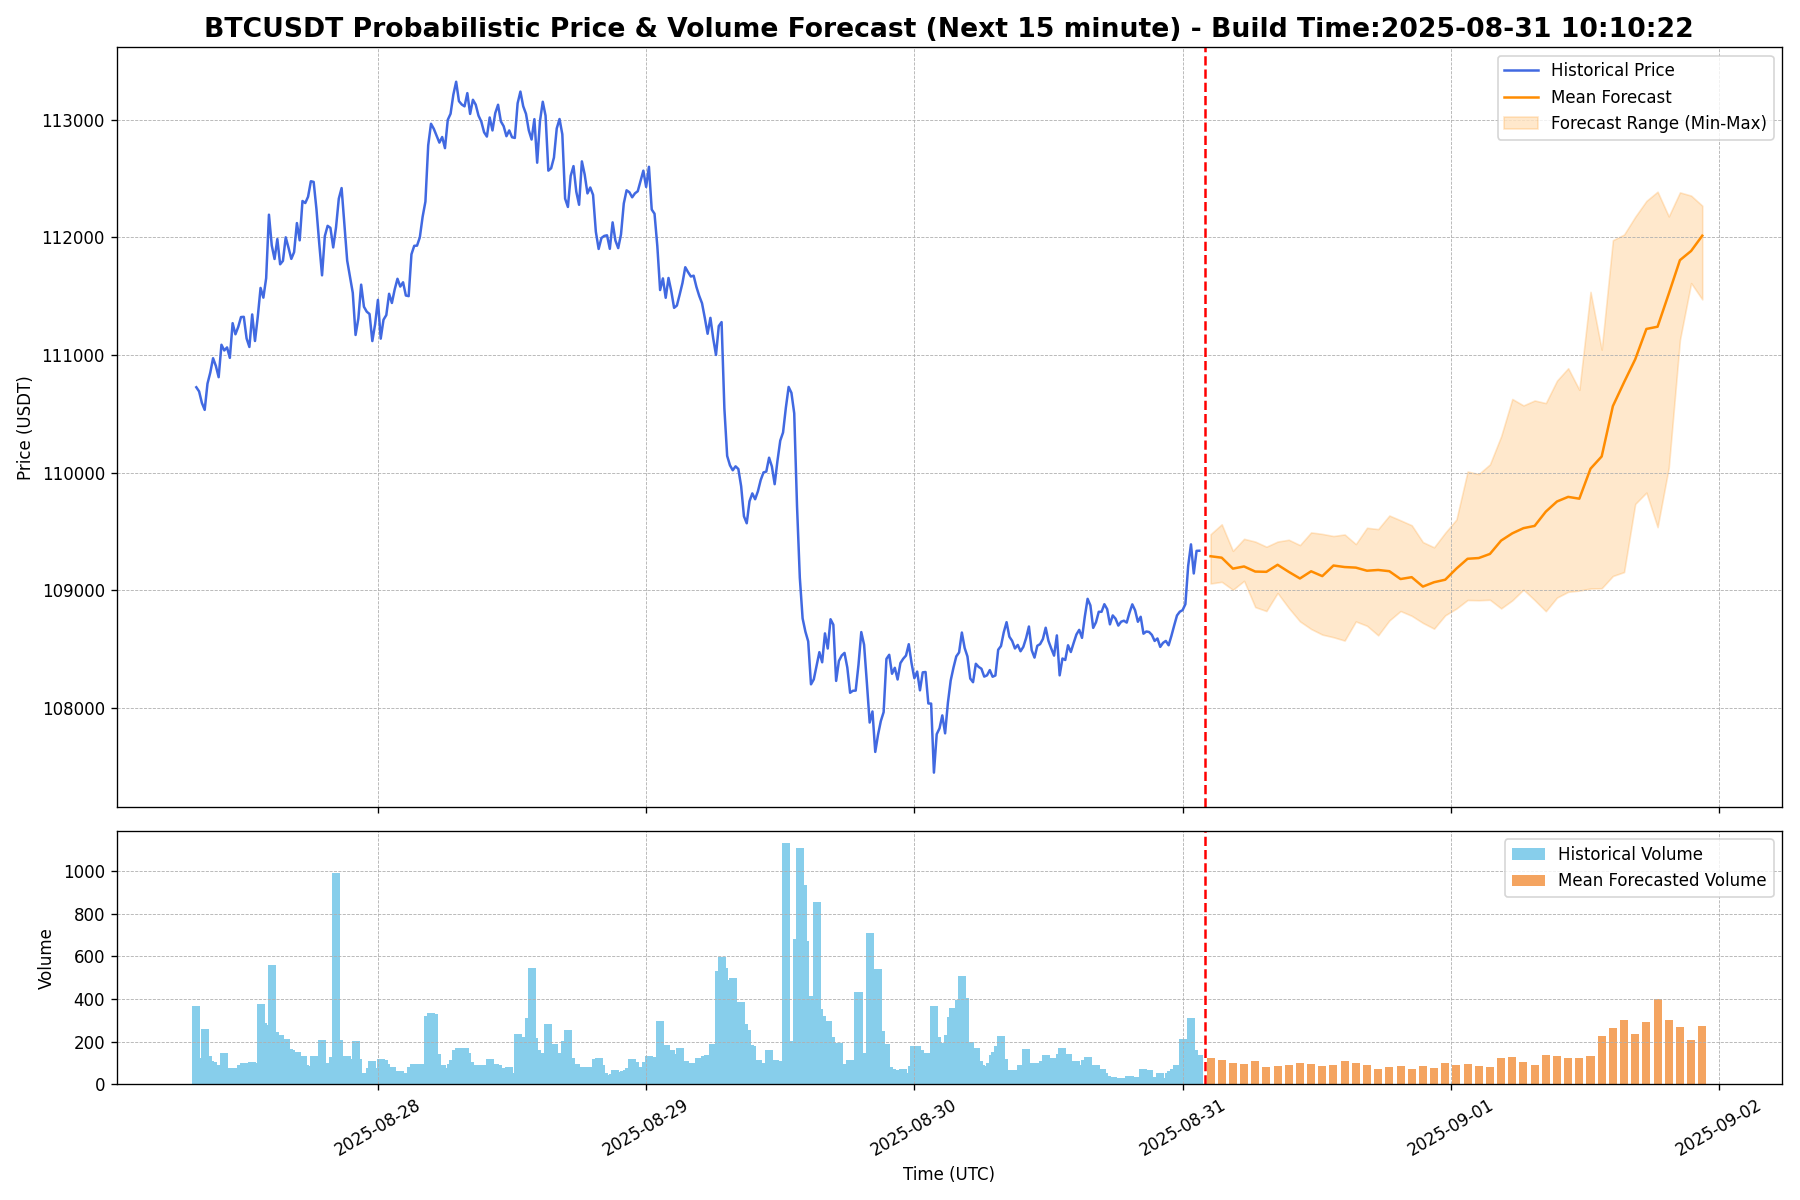 BTCUSDT Probabilistic Price & Volume Forecast (Next 15 minute) - Build Time:2025-08-31 10:10:22
Historical Price
Mean Forecast
Forecast Range (Min-Max)
113000
112000
111000
110000
109000
108000
Price (USDT)
Historical Volume
Mean Forecasted Volume
1000
800
600
400
200
0
Volume
2025-08-28
2025-08-29
2025-08-30
2025-08-31
2025-09-01
2025-09-02
Time (UTC)